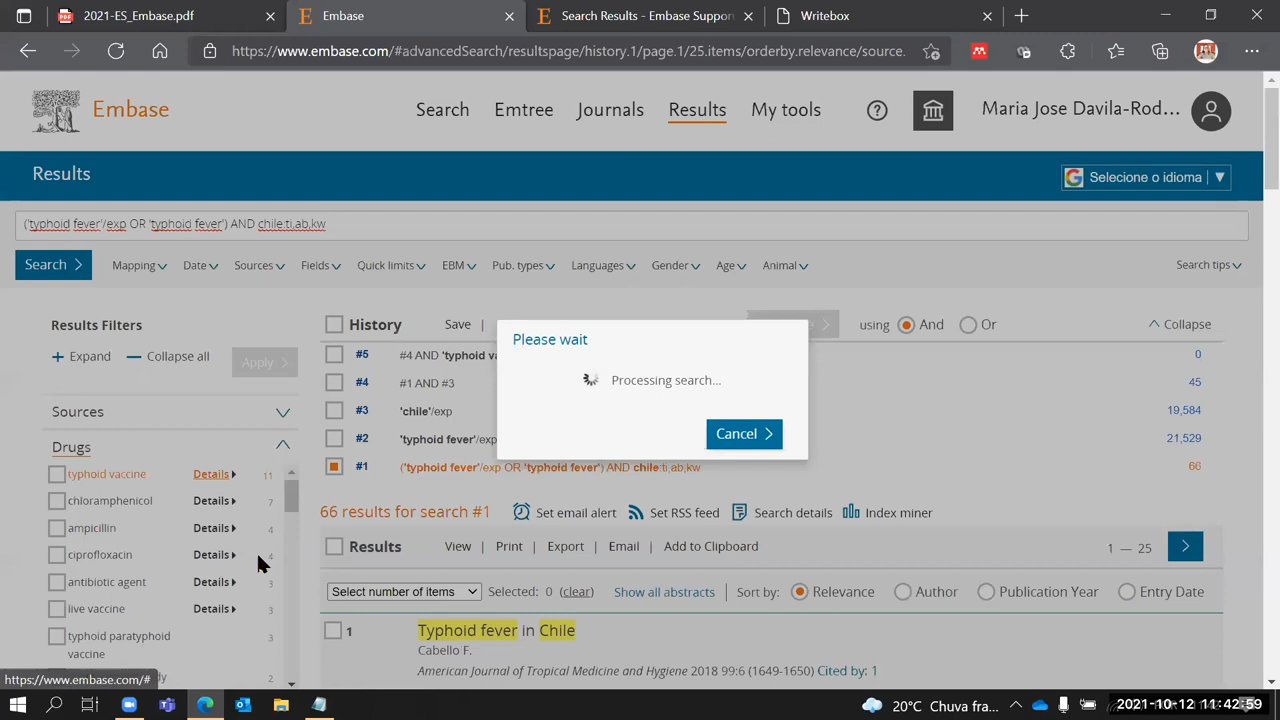 2021-ES_Embase.pdf
Embase
Search Results - Embase Suppor
Writebox
https://www.embase.com/#advancedSearch/resultspage/history.1/page.1/25.items/orderby.relevance/source.
Embase
Search
Emtree
Journals
Results
My tools
Maria Jose Davila-Rod...
Results
Selecione o idioma
('typhoid fever'/exp OR 'typhoid fever') AND chile:ti,ab,kw
Search
Mapping
Date
Sources
Fields
Quick limits
EBM
Pub. types
Languages
Gender
Age
Animal
Search tips
Results Filters
+ Expand
— Collapse all
Apply
Sources
Drugs
typhoid vaccine Details 11
chloramphenicol Details 7
ampicillin Details 4
ciprofloxacin Details 4
antibiotic agent Details 3
live vaccine Details 3
typhoid paratyphoid 3
vaccine
2
https://www.embase.com/#
History
Save
using
And
Or
Collapse
#5 #4 AND 'typhoid va 0
#4 #1 AND #3 45
#3 'chile'/exp 19,584
#2 'typhoid fever'/exp 21,529
#1 ('typhoid fever'/exp OR 'typhoid fever') AND chile:ti,ab,kw 66
Please wait
Processing search...
Cancel
66 results for search #1
Set email alert
Set RSS feed
Search details
Index miner
Results
View
Print
Export
Email
Add to Clipboard
1 — 25
Select number of items
Selected: 0 (clear)
Show all abstracts
Sort by:
Relevance
Author
Publication Year
Entry Date
1 Typhoid fever in Chile
Cabello F.
American Journal of Tropical Medicine and Hygiene 2018 99:6 (1649-1650) Cited by: 1
20°C Chuva fra...
2021-10-12 11:42:59